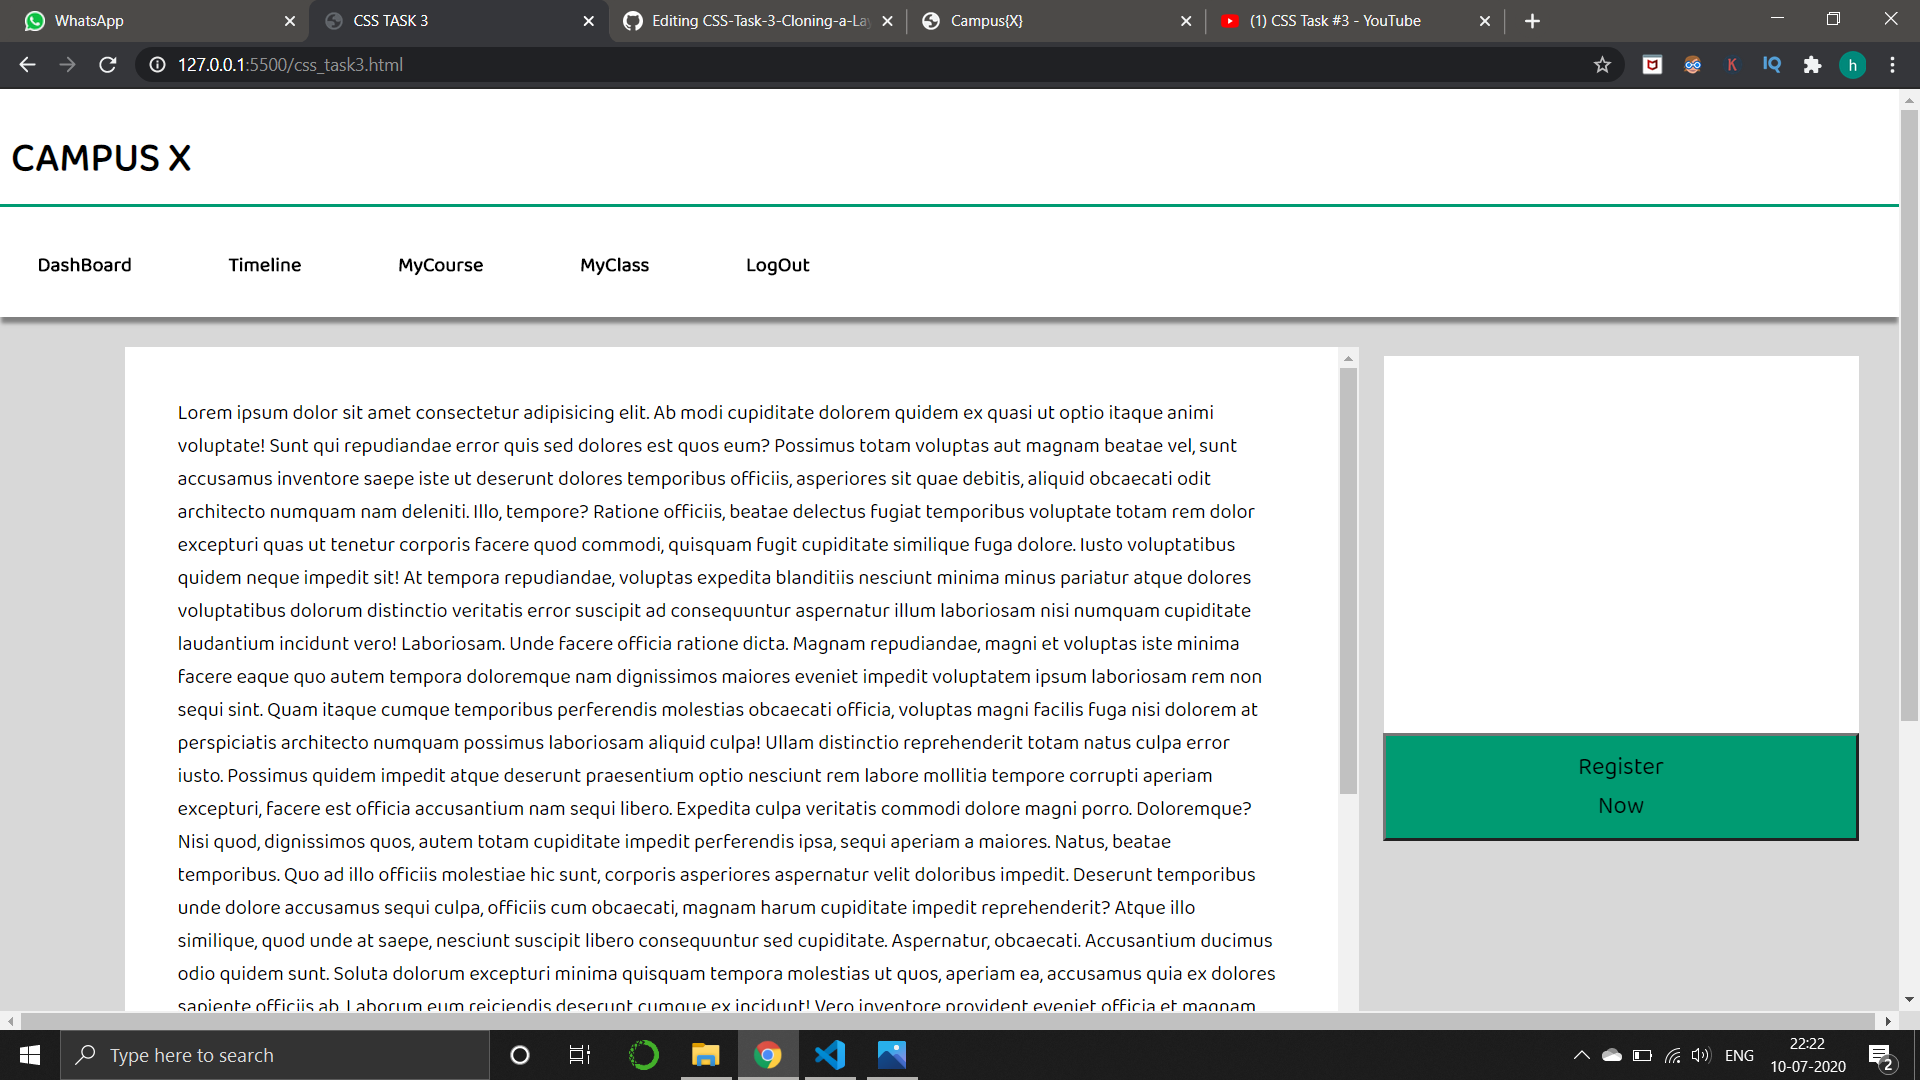 WhatsApp
CSS TASK 3
Editing CSS-Task-3-Cloning-a-La
Campus{X}
(1) CSS Task #3 - YouTube
127.0.0.1:5500/css_task3.html
K
IQ
h
CAMPUS X
DashBoard
Timeline
MyCourse
MyClass
LogOut
Lorem ipsum dolor sit amet consectetur adipisicing elit. Ab modi cupiditate dolorem quidem ex quasi ut optio itaque animi
voluptate! Sunt qui repudiandae error quis sed dolores est quos eum? Possimus totam voluptas aut magnam beatae vel, sunt
accusamus inventore saepe iste ut deserunt dolores temporibus officiis, asperiores sit quae debitis, aliquid obcaecati odit
architecto numquam nam deleniti. Illo, tempore? Ratione officiis, beatae delectus fugiat temporibus voluptate totam rem dolor
excepturi quas ut tenetur corporis facere quod commodi, quisquam fugit cupiditate similique fuga dolore. Iusto voluptatibus
quidem neque impedit sit! At tempora repudiandae, voluptas expedita blanditiis nesciunt minima minus pariatur atque dolores
voluptatibus dolorum distinctio veritatis error suscipit ad consequuntur aspernatur illum laboriosam nisi numquam cupiditate
laudantium incidunt vero! Laboriosam. Unde facere officia ratione dicta. Magnam repudiandae, magni et voluptas iste minima
facere eaque quo autem tempora doloremque nam dignissimos maiores eveniet impedit voluptatem ipsum laboriosam rem non
sequi sint. Quam itaque cumque temporibus perferendis molestias obcaecati officia, voluptas magni facilis fuga nisi dolorem at
perspiciatis architecto numquam possimus laboriosam aliquid culpa! Ullam distinctio reprehenderit totam natus culpa error
iusto. Possimus quidem impedit atque deserunt praesentium optio nesciunt rem labore mollitia tempore corrupti aperiam
excepturi, facere est officia accusantium nam sequi libero. Expedita culpa veritatis commodi dolore magni porro. Doloremque?
Nisi quod, dignissimos quos, autem totam cupiditate impedit perferendis ipsa, sequi aperiam a maiores. Natus, beatae
temporibus. Quo ad illo officiis molestiae hic sunt, corporis asperiores aspernatur velit doloribus impedit. Deserunt temporibus
unde dolore accusamus sequi culpa, officiis cum obcaecati, magnam harum cupiditate impedit reprehenderit? Atque illo
similique, quod unde at saepe, nesciunt suscipit libero consequuntur sed cupiditate. Aspernatur, obcaecati. Accusantium ducimus
odio quidem sunt. Soluta dolorum excepturi minima quisquam tempora molestias ut quos, aperiam ea, accusamus quia ex dolores
sapiente officiis ab. Laborum eum reiciendis deserunt cumque ex incidunt! Vero inventore provident eveniet officia et magnam
Register
Now
Type here to search
ENG
22:22
10-07-2020
2